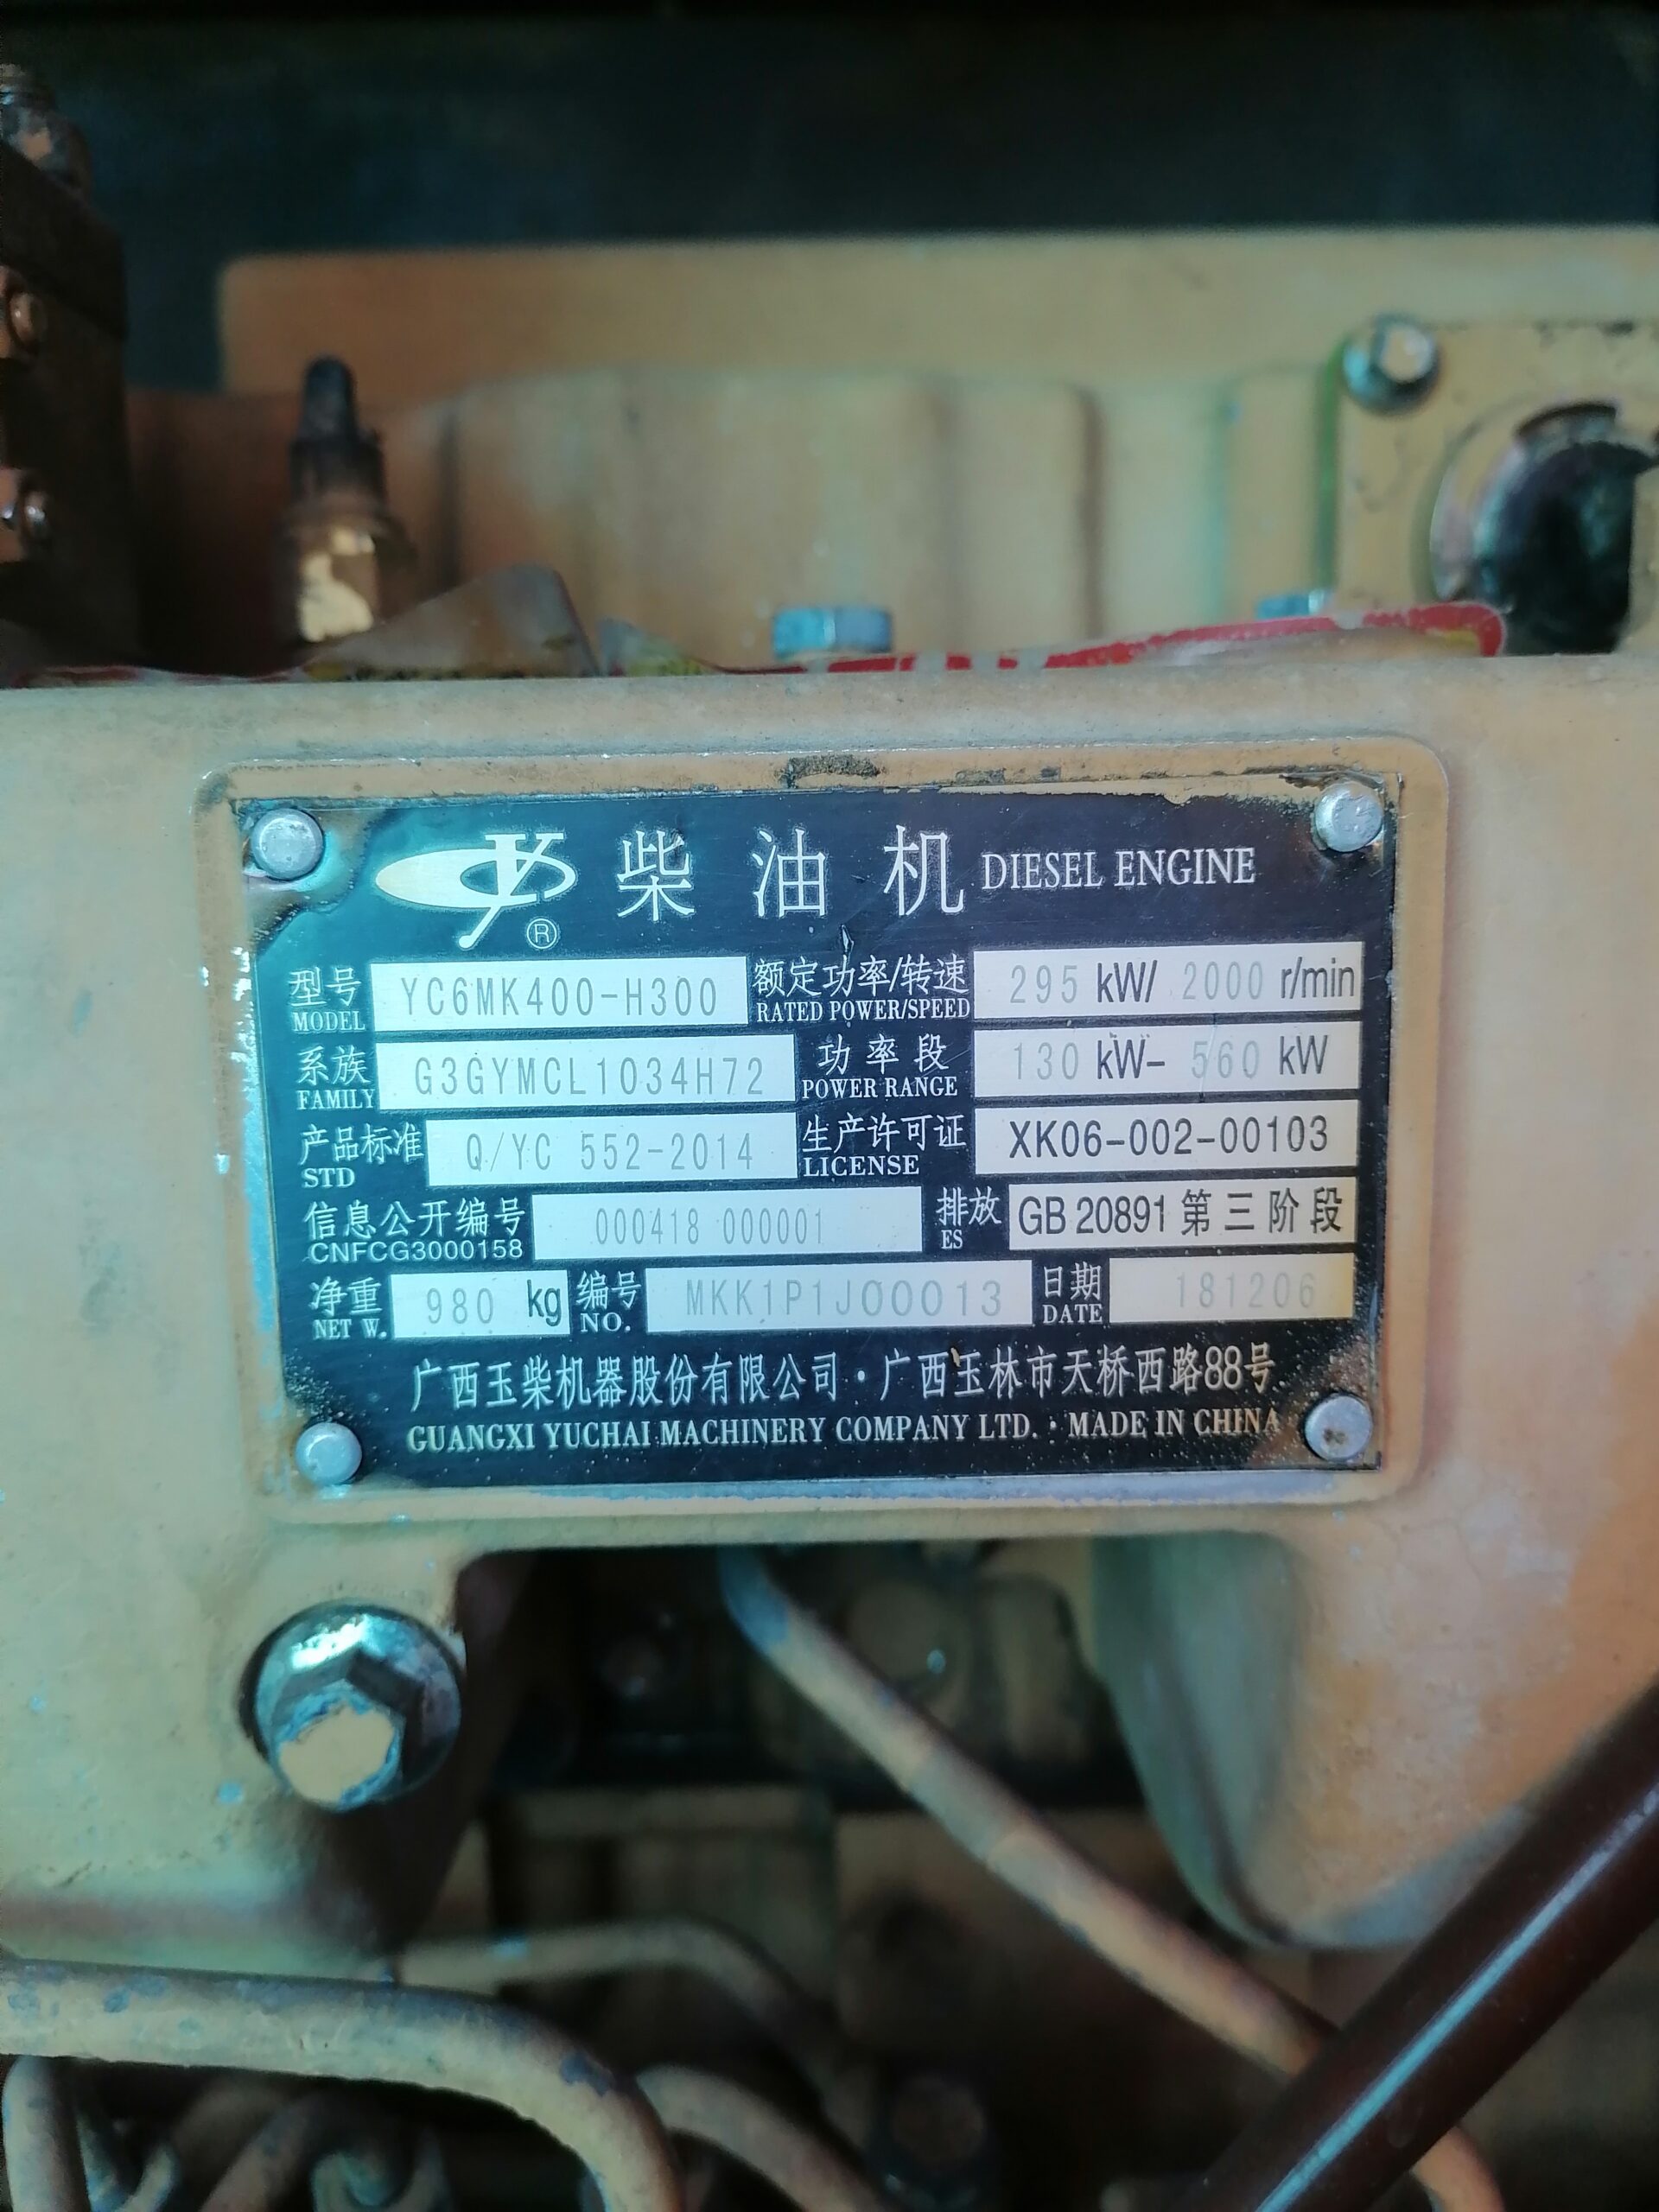 柴油机 DIESEL ENGINE
®
型号 YC6MK400-H300 额定功率/转速 295 kW/ 2000 r/min
MODEL RATED POWER/SPEED
系族 G3GYMCL1034H72 功率段 130 kW- 560 kW
FAMILY POWER RANGE
产品标准 Q/YC 552-2014 生产许可证 XK06-002-00103
STD LICENSE
信息公开编号 000418 000001 排放 GB 20891 第三阶段
CNFCG3000158 ES
净重 980 kg 编号 MKK1P1J00013 日期 181206
NET W. NO. DATE
广西玉柴机器股份有限公司·广西玉林市天桥西路88号
GUANGXI YUCHAI MACHINERY COMPANY LTD.·MADE IN CHINA